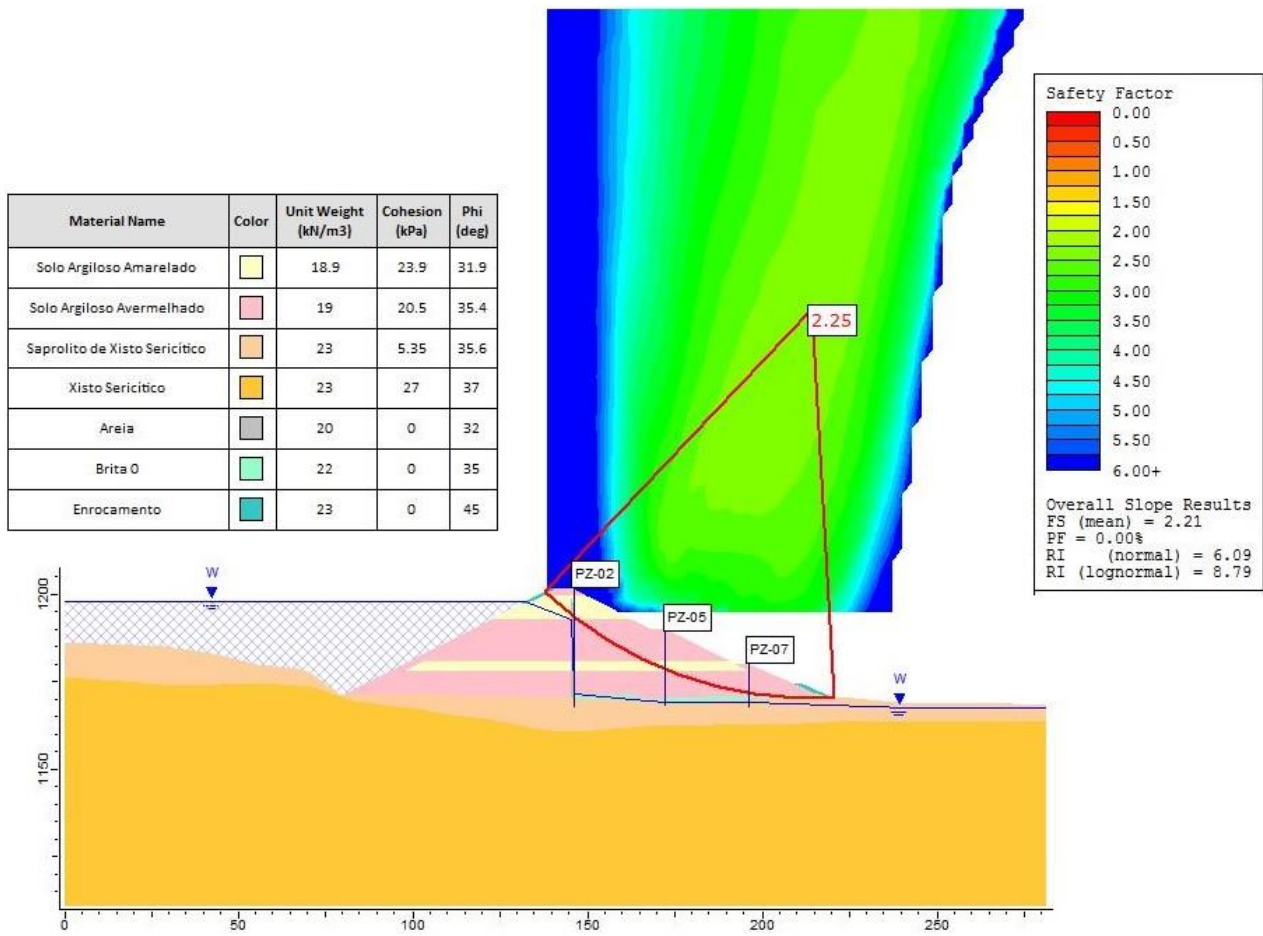 Material Name Color Unit Weight (kN/m3) Cohesion (kPa) Phi (deg)
Solo Argiloso Amarelado 18.9 23.9 31.9
Solo Argiloso Avermelhado 19 20.5 35.4
Saprolito de Xisto Sericitico 23 5.35 35.6
Xisto Sericitico 23 27 37
Areia 20 0 32
Brita 0 22 0 35
Enrocamento 23 0 45
Safety Factor
0.00
0.50
1.00
1.50
2.00
2.50
3.00
3.50
4.00
4.50
5.00
5.50
6.00+
Overall Slope Results
FS (mean) = 2.21
PF = 0.00%
RI (normal) = 6.09
RI (lognormal) = 8.79
2.25
W
PZ-02
PZ-05
PZ-07
W
1200
1150
0 50 100 150 200 250